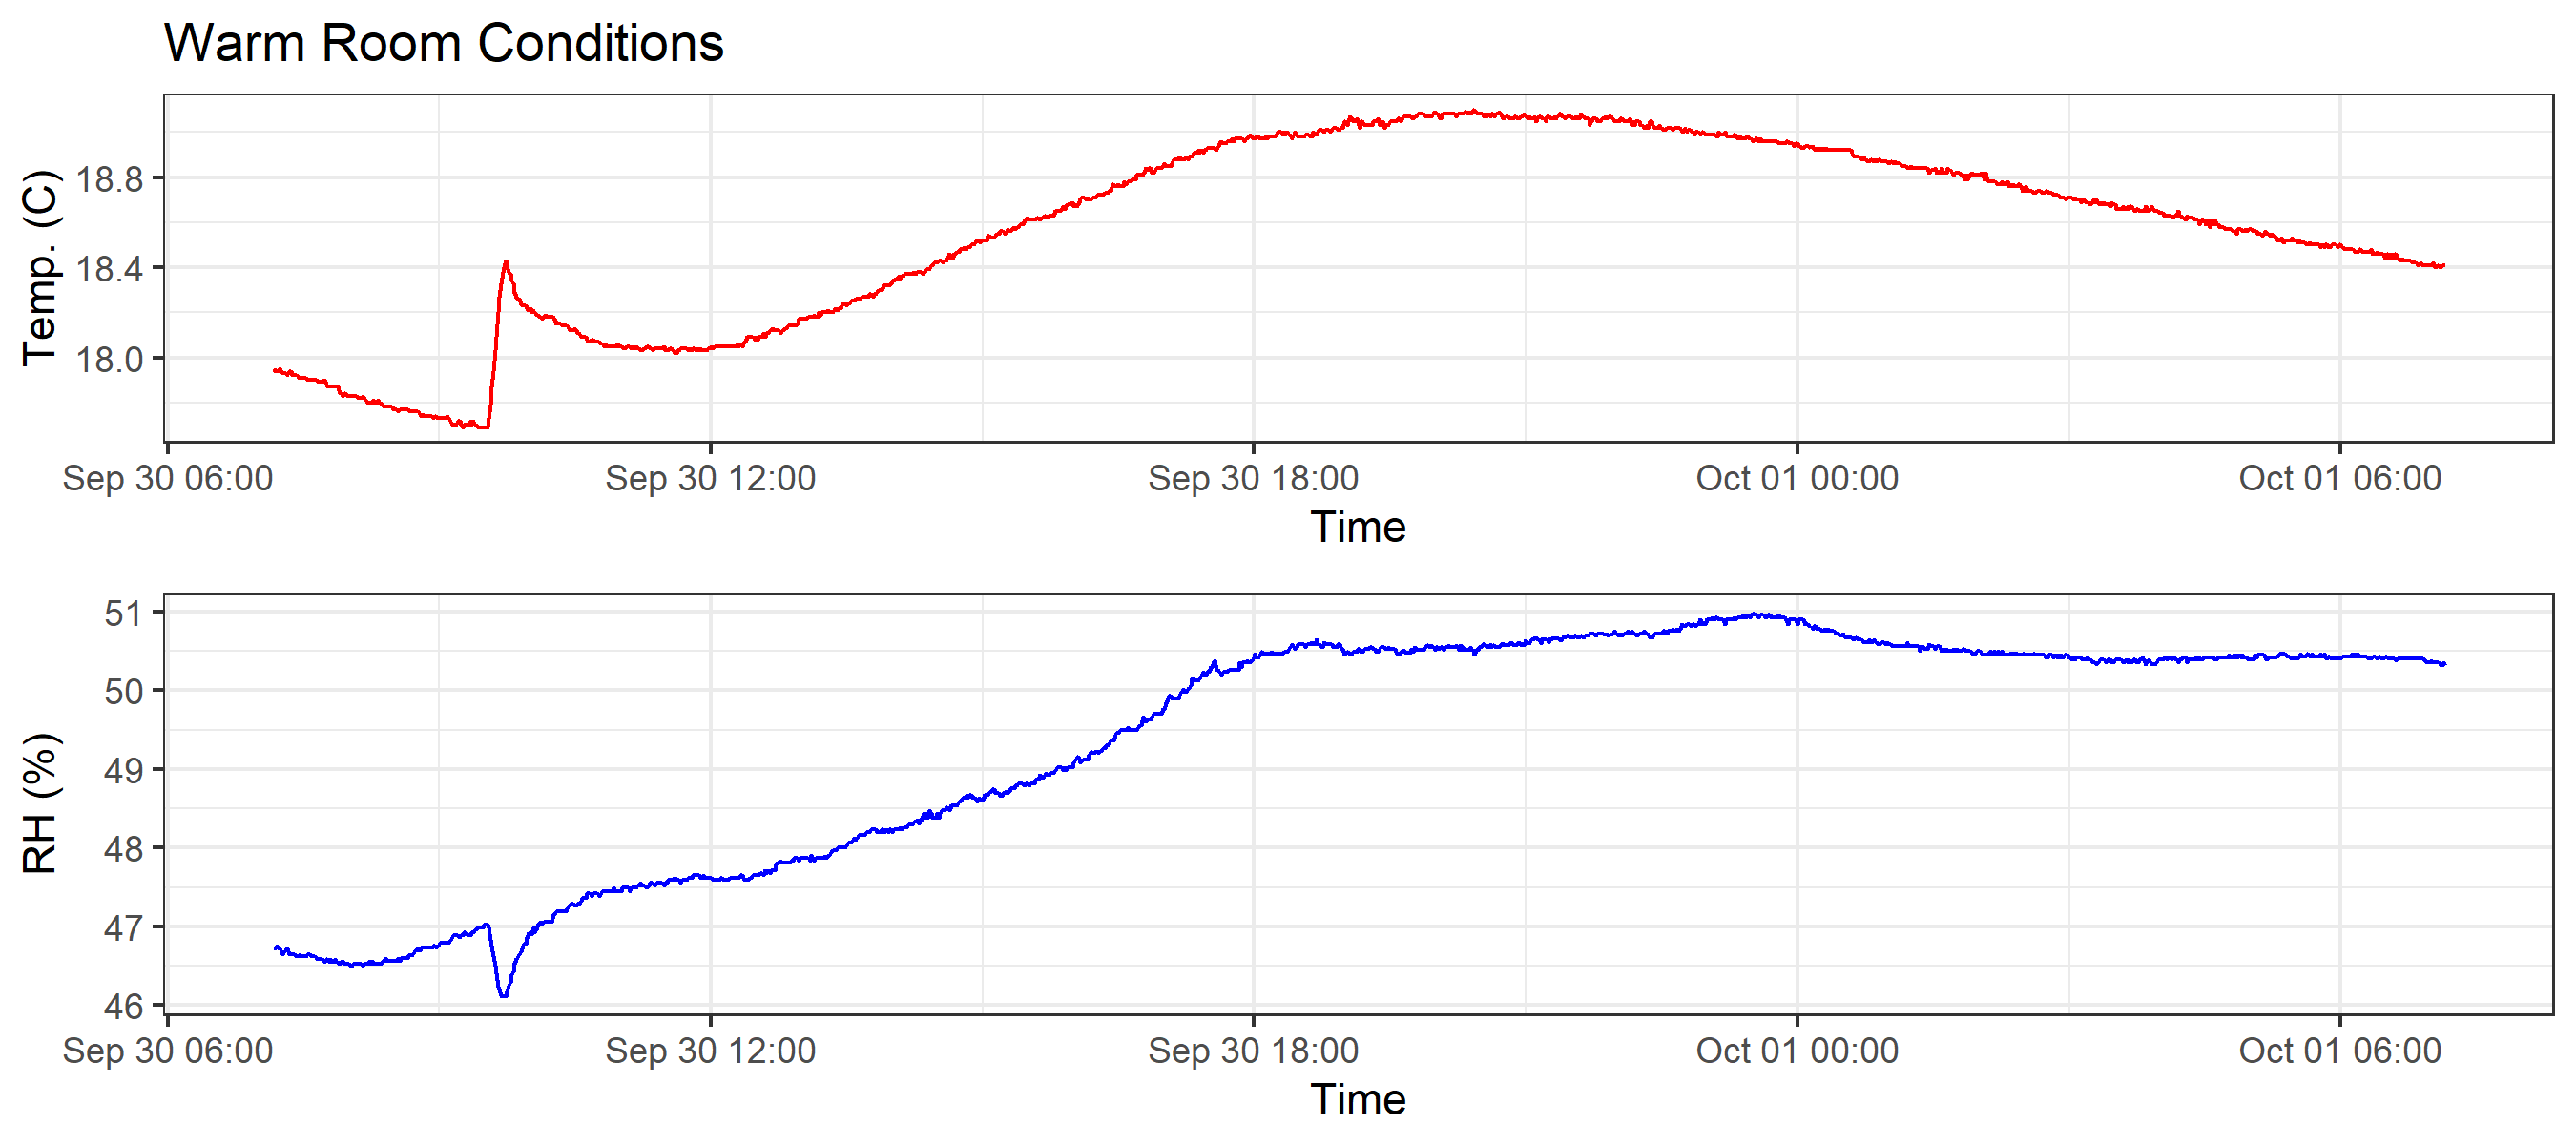 Warm Room Conditions
Temp. (C)
18.8
18.4
18.0
Sep 30 06:00 Sep 30 12:00 Sep 30 18:00 Oct 01 00:00 Oct 01 06:00
Time
RH (%)
51
50
49
48
47
46
Sep 30 06:00 Sep 30 12:00 Sep 30 18:00 Oct 01 00:00 Oct 01 06:00
Time